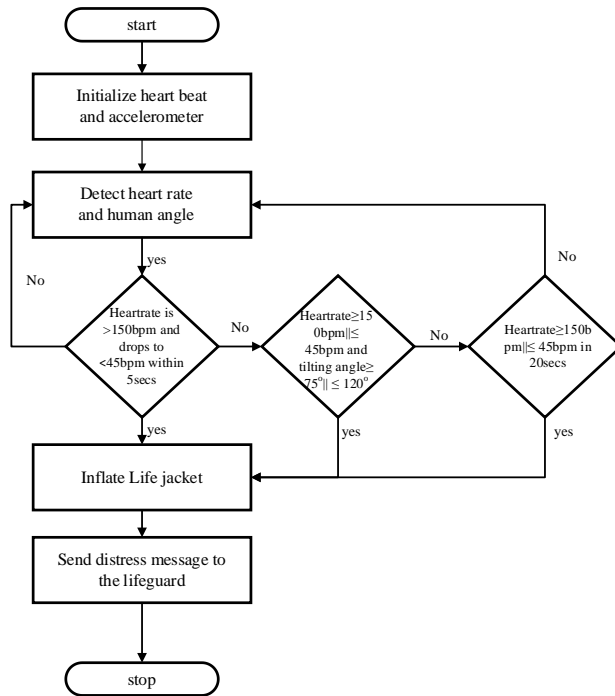 start
Initialize heart beat
and accelerometer
Detect heart rate
and human angle
yes
No
No
Heartrate is
>150bpm and
drops to
<45bpm within
5secs
No
Heartrate≥15
0bpm||≤
45bpm and
tilting angle≥
75°|| ≤ 120°
No
Heartrate≥150b
pm||≤ 45bpm in
20secs
yes
yes
yes
Inflate Life jacket
Send distress message to
the lifeguard
stop